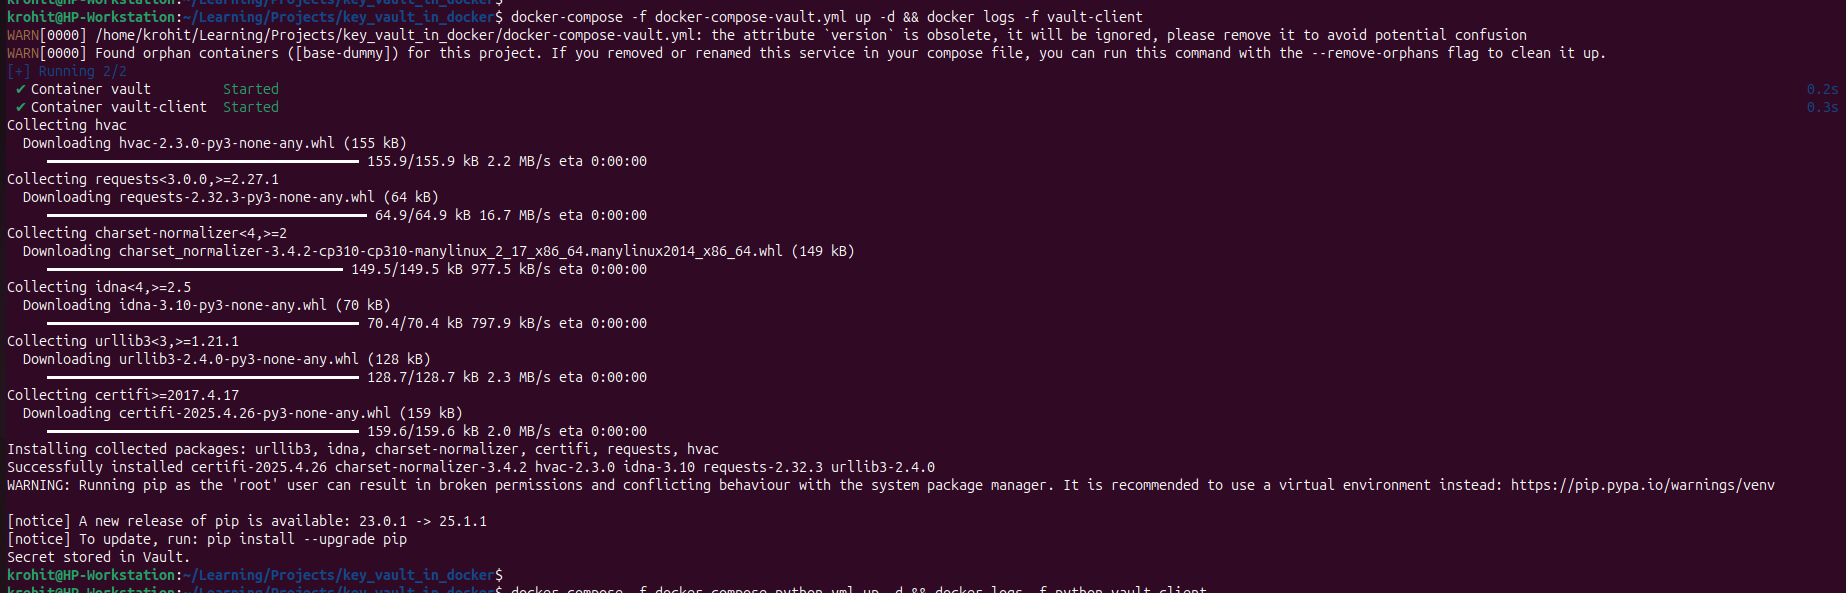 krohit@HP-Workstation:~/Learning/Projects/key_vault_in_docker$
krohit@HP-Workstation:~/Learning/Projects/key_vault_in_docker$ docker-compose -f docker-compose-vault.yml up -d && docker logs -f vault-client
WARN[0000] /home/krohit/Learning/Projects/key_vault_in_docker/docker-compose-vault.yml: the attribute `version` is obsolete, it will be ignored, please remove it to avoid potential confusion
WARN[0000] Found orphan containers ([base-dummy]) for this project. If you removed or renamed this service in your compose file, you can run this command with the --remove-orphans flag to clean it up.
[+] Running 2/2
✔ Container vault Started 0.2s
✔ Container vault-client Started 0.3s
Collecting hvac
Downloading hvac-2.3.0-py3-none-any.whl (155 kB)
155.9/155.9 kB 2.2 MB/s eta 0:00:00
Collecting requests<3.0.0,>=2.27.1
Downloading requests-2.32.3-py3-none-any.whl (64 kB)
64.9/64.9 kB 16.7 MB/s eta 0:00:00
Collecting charset-normalizer<4,>=2
Downloading charset_normalizer-3.4.2-cp310-cp310-manylinux_2_17_x86_64.manylinux2014_x86_64.whl (149 kB)
149.5/149.5 kB 977.5 kB/s eta 0:00:00
Collecting idna<4,>=2.5
Downloading idna-3.10-py3-none-any.whl (70 kB)
70.4/70.4 kB 797.9 kB/s eta 0:00:00
Collecting urllib3<3,>=1.21.1
Downloading urllib3-2.4.0-py3-none-any.whl (128 kB)
128.7/128.7 kB 2.3 MB/s eta 0:00:00
Collecting certifi>=2017.4.17
Downloading certifi-2025.4.26-py3-none-any.whl (159 kB)
159.6/159.6 kB 2.0 MB/s eta 0:00:00
Installing collected packages: urllib3, idna, charset-normalizer, certifi, requests, hvac
Successfully installed certifi-2025.4.26 charset-normalizer-3.4.2 hvac-2.3.0 idna-3.10 requests-2.32.3 urllib3-2.4.0
WARNING: Running pip as the 'root' user can result in broken permissions and conflicting behaviour with the system package manager. It is recommended to use a virtual environment instead: https://pip.pypa.io/warnings/venv
[notice] A new release of pip is available: 23.0.1 -> 25.1.1
[notice] To update, run: pip install --upgrade pip
Secret stored in Vault.
krohit@HP-Workstation:~/Learning/Projects/key_vault_in_docker$
krohit@HP-Workstation:~/Learning/Projects/key_vault_in_docker$ docker-compose -f docker-compose-python.yml up -d && docker logs -f python-vault-client